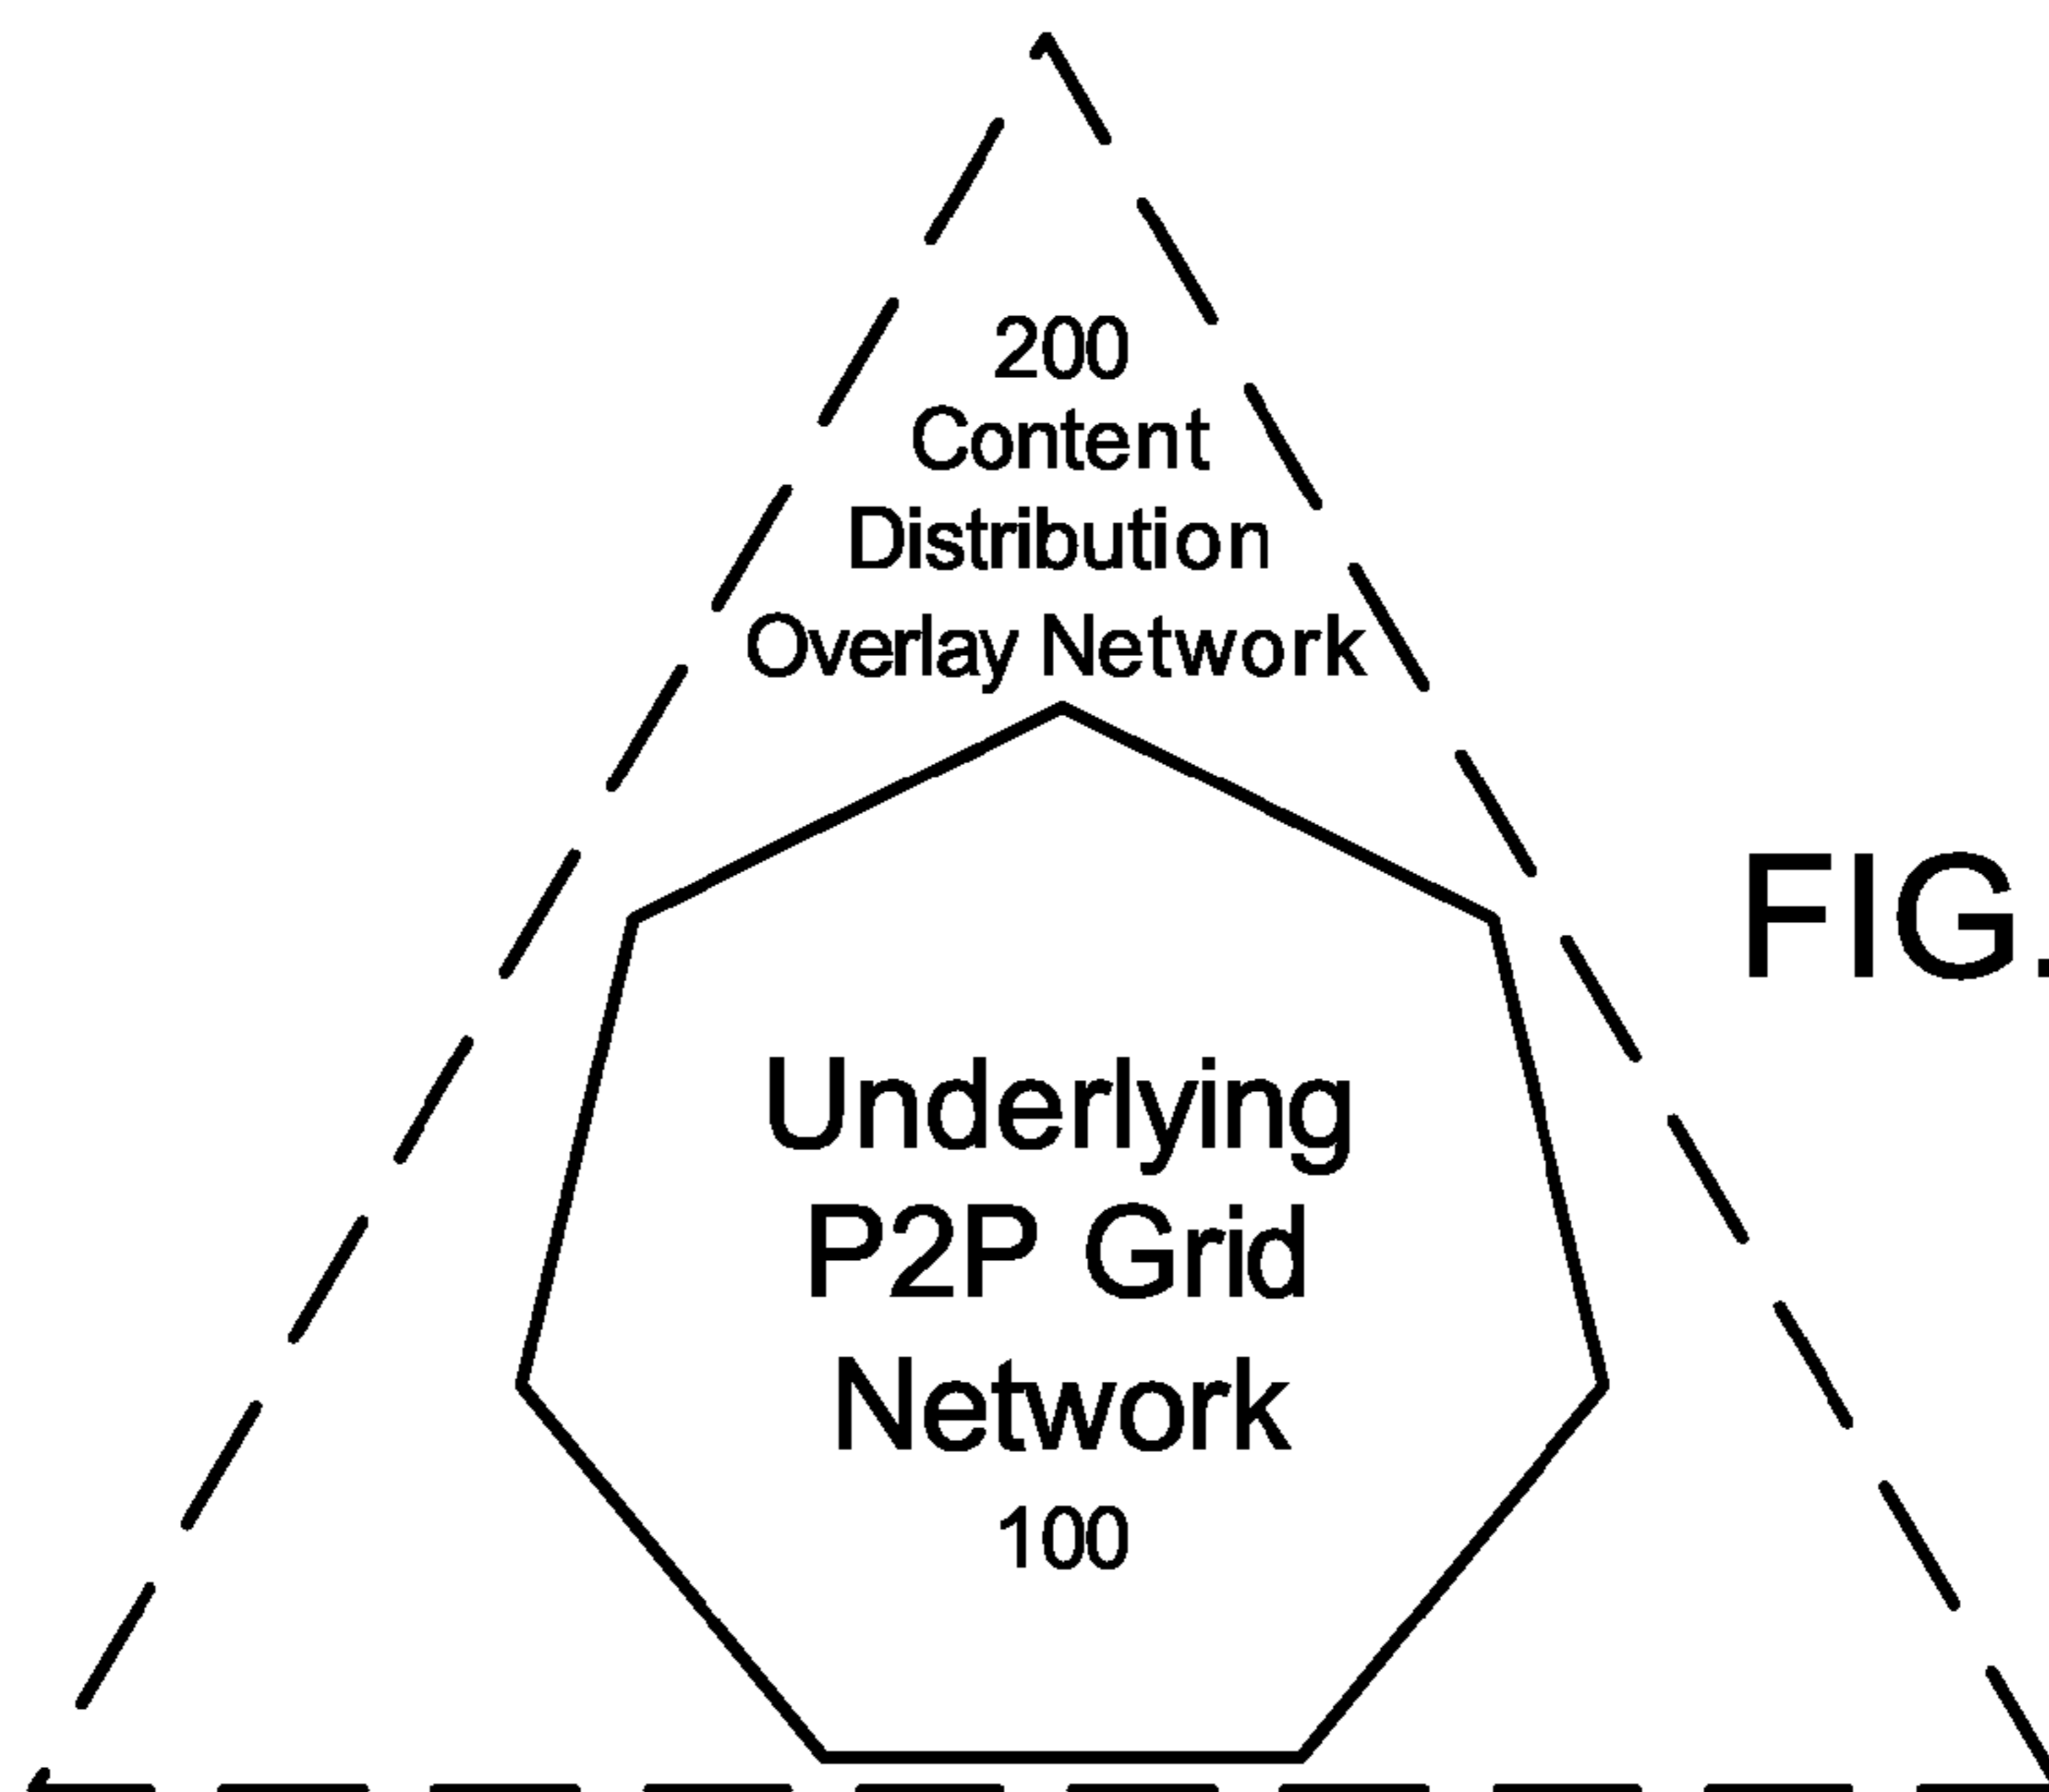 200
Content
Distribution
Overlay Network
FIG.
Underlying
P2P Grid
Network
100